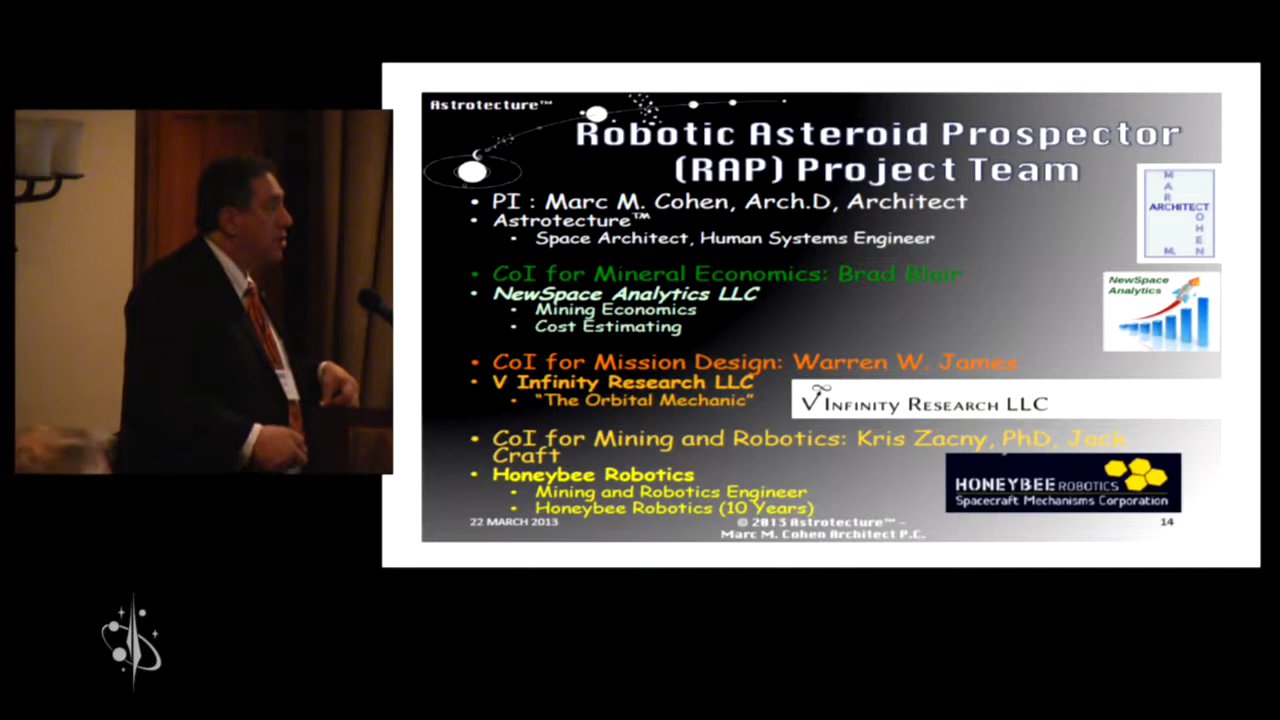 Astrotecture™
Robotic Asteroid Prospector
(RAP) Project Team
• PI : Marc M. Cohen, Arch.D, Architect
• Astrotecture™
• Space Architect, Human Systems Engineer
MARC
ARCHITECT
COHEN
M.
• CoI for Mineral Economics: Brad Blair
• NewSpace Analytics LLC
• Mining Economics
• Cost Estimating
NewSpace
Analytics
• CoI for Mission Design: Warren W. James
• V Infinity Research LLC
• "The Orbital Mechanic"
V∞ INFINITY RESEARCH LLC
• CoI for Mining and Robotics: Kris Zacny, PhD, Jack
Craft
• Honeybee Robotics
• Mining and Robotics Engineer
• Honeybee Robotics (10 Years)
HONEYBEE ROBOTICS
Spacecraft Mechanisms Corporation
22 MARCH 2013
© 2013 Astrotecture™ –
Marc M. Cohen Architect P.C.
14